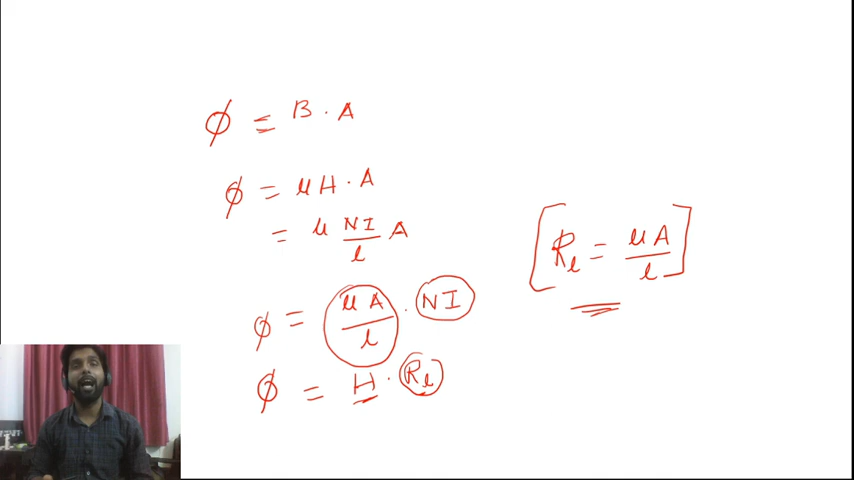 ϕ = B · A
ϕ = μH · A
= μ NI/l A
ϕ = μA/l · NI
ϕ = H · Rl
[Rl = μA/l]